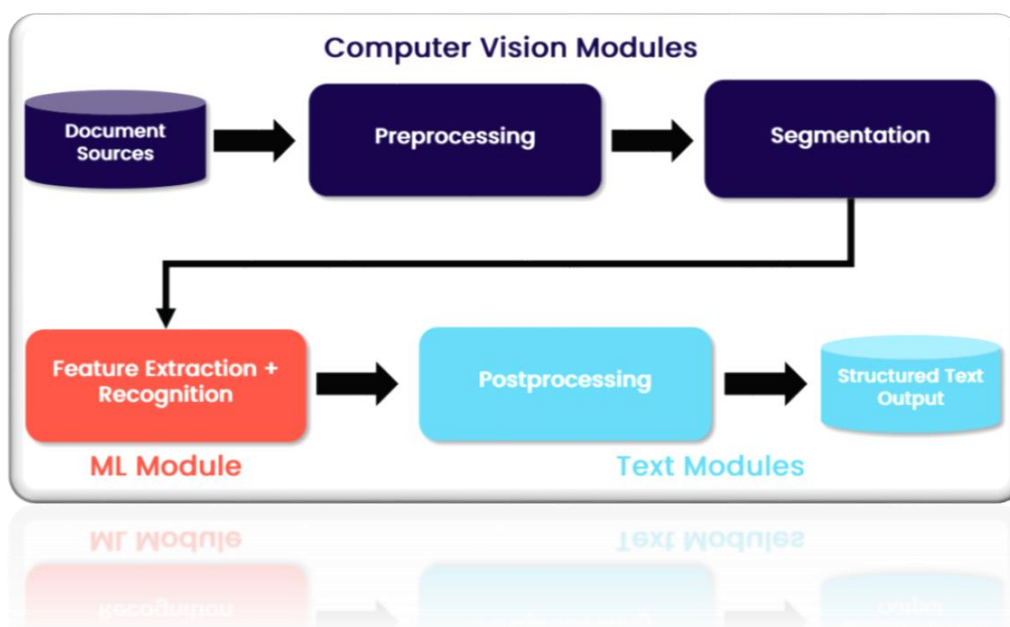 Computer Vision Modules
Document
Sources
Preprocessing
Segmentation
Feature Extraction +
Recognition
Postprocessing
Structured Text
Output
ML Module
Text Modules